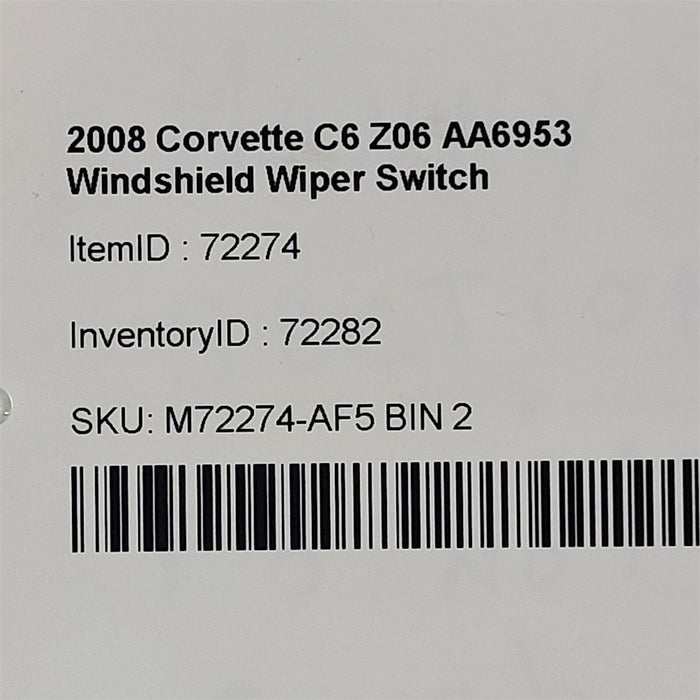 2008 Corvette C6 Z06 AA6953
Windshield Wiper Switch
ItemID : 72274
InventoryID : 72282
SKU: M72274-AF5 BIN 2